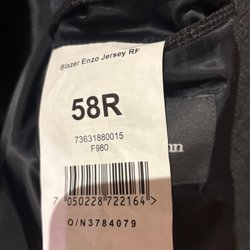 Blazer Enzo Jersey RF
58R
73631880015
F980
7 050228 722164 >
O/N3784079